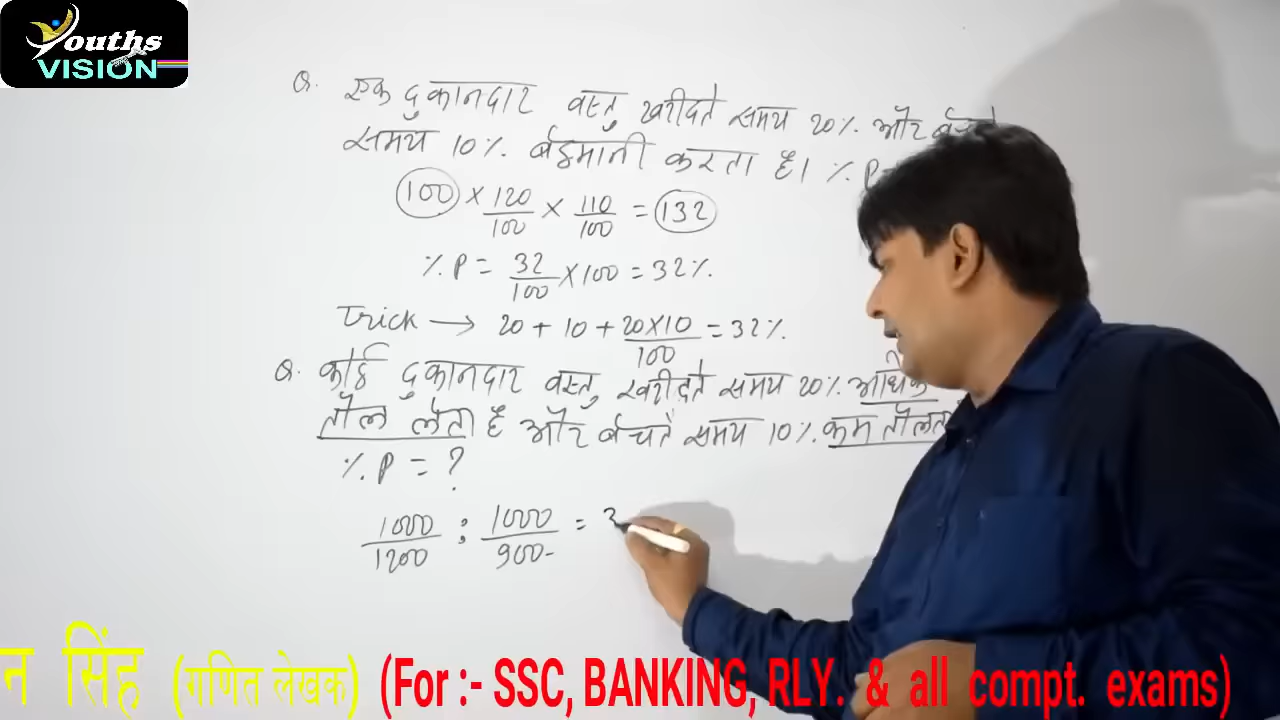 Youths
VISION
Q. एक दुकानदार वस्तु खरीदते समय 20% और बेचते
समय 10% बेईमानी करता है। % P=
100 × 120/100 × 110/100 = 132
% P = 32/100 × 100 = 32%.
Trick → 20 + 10 + 20×10/100 = 32%.
Q. कोई दुकानदार वस्तु खरीदते समय 20% अधिक
तौल लेता है और बेचते समय 10% कम तौलता
% P = ?
1000/1200 : 1000/900 =
न सिंह (गणित लेखक) (For :- SSC, BANKING, RLY. & all compt. exams)